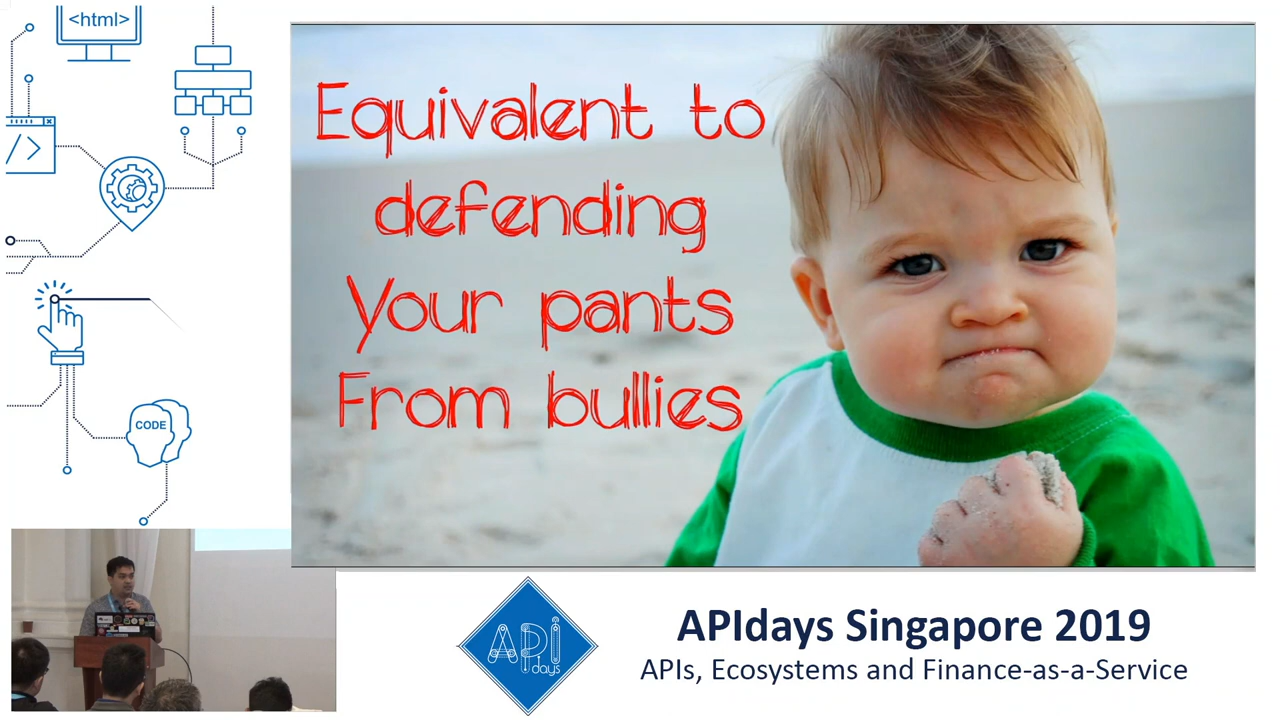 <html>
</>
CODE
Equivalent to
defending
Your pants
From bullies
API
days
APIdays Singapore 2019
APIs, Ecosystems and Finance-as-a-Service